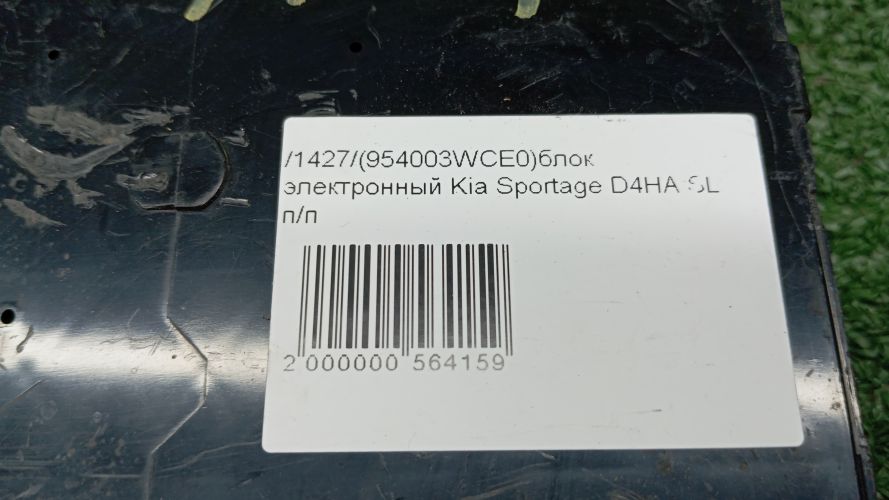 /1427/(954003WCE0)блок
электронный Kia Sportage D4HA SL
п/п
2 000000 564159